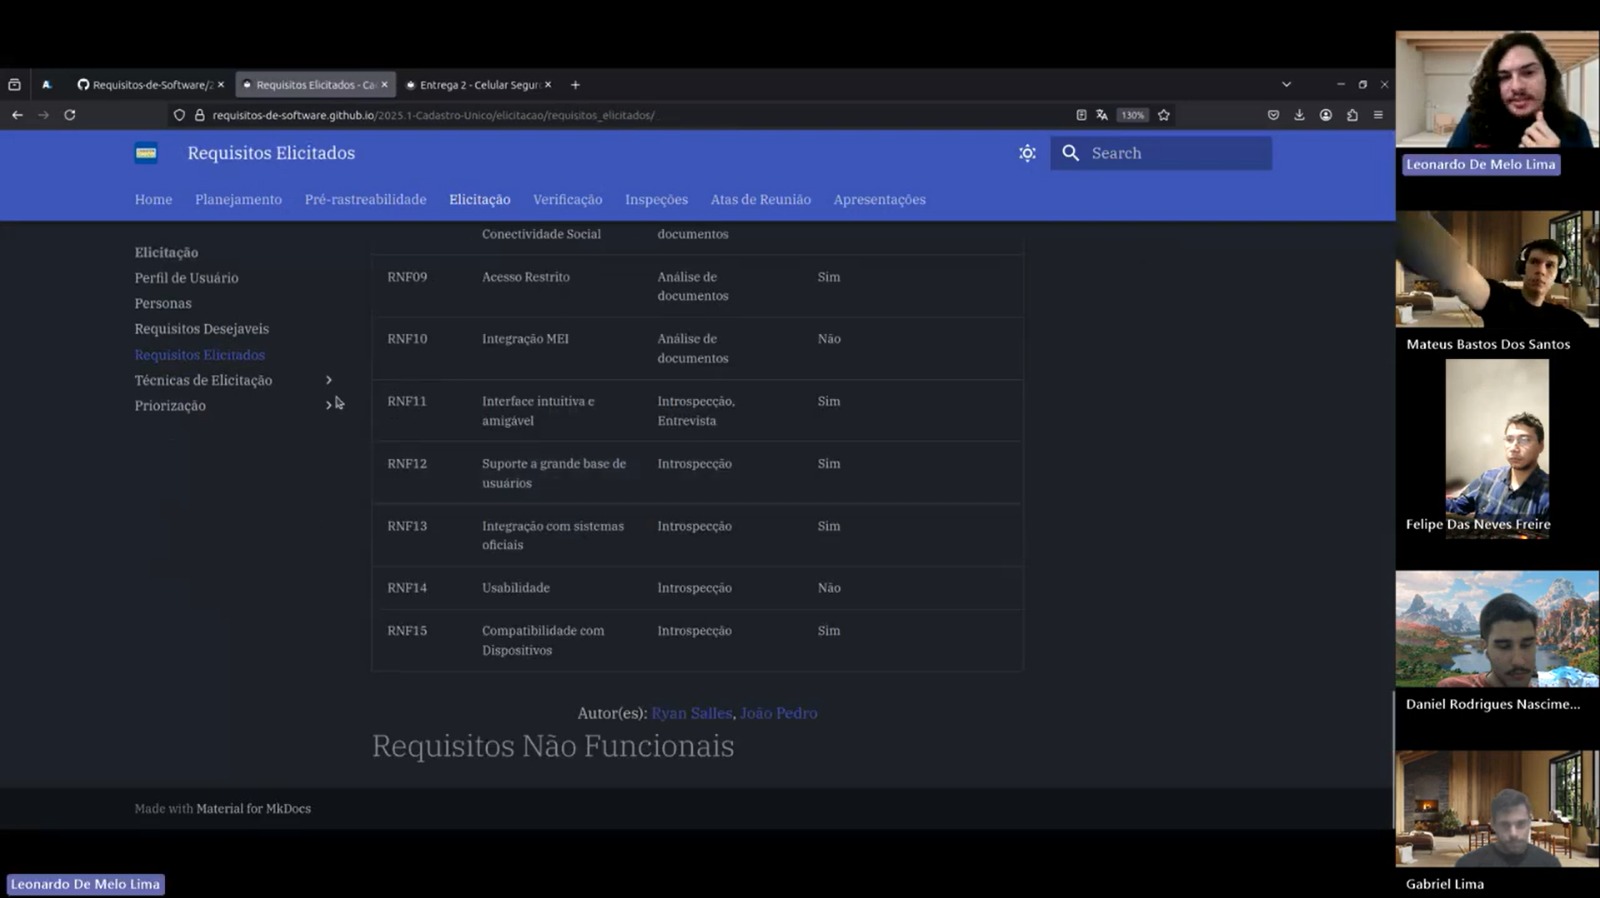 Requisitos-de-Software/2
Requisitos Elicitados - Ca
Entrega 2 - Celular Segur
requisitos-de-software.github.io/2025.1-Cadastro-Unico/elicitacao/requisitos_elicitados/
130%
Requisitos Elicitados
Search
Home Planejamento Pré-rastreabilidade Elicitação Verificação Inspeções Atas de Reunião Apresentações
Elicitação
Perfil de Usuário
Personas
Requisitos Desejaveis
Requisitos Elicitados
Técnicas de Elicitação
Priorização
Conectividade Social documentos
RNF09 Acesso Restrito Análise de documentos Sim
RNF10 Integração MEI Análise de documentos Não
RNF11 Interface intuitiva e amigável Introspecção, Entrevista Sim
RNF12 Suporte a grande base de usuários Introspecção Sim
RNF13 Integração com sistemas oficiais Introspecção Sim
RNF14 Usabilidade Introspecção Não
RNF15 Compatibilidade com Dispositivos Introspecção Sim
Autor(es): Ryan Salles, João Pedro
Requisitos Não Funcionais
Made with Material for MkDocs
Leonardo De Melo Lima
Leonardo De Melo Lima
Mateus Bastos Dos Santos
Felipe Das Neves Freire
Daniel Rodrigues Nascime...
Gabriel Lima